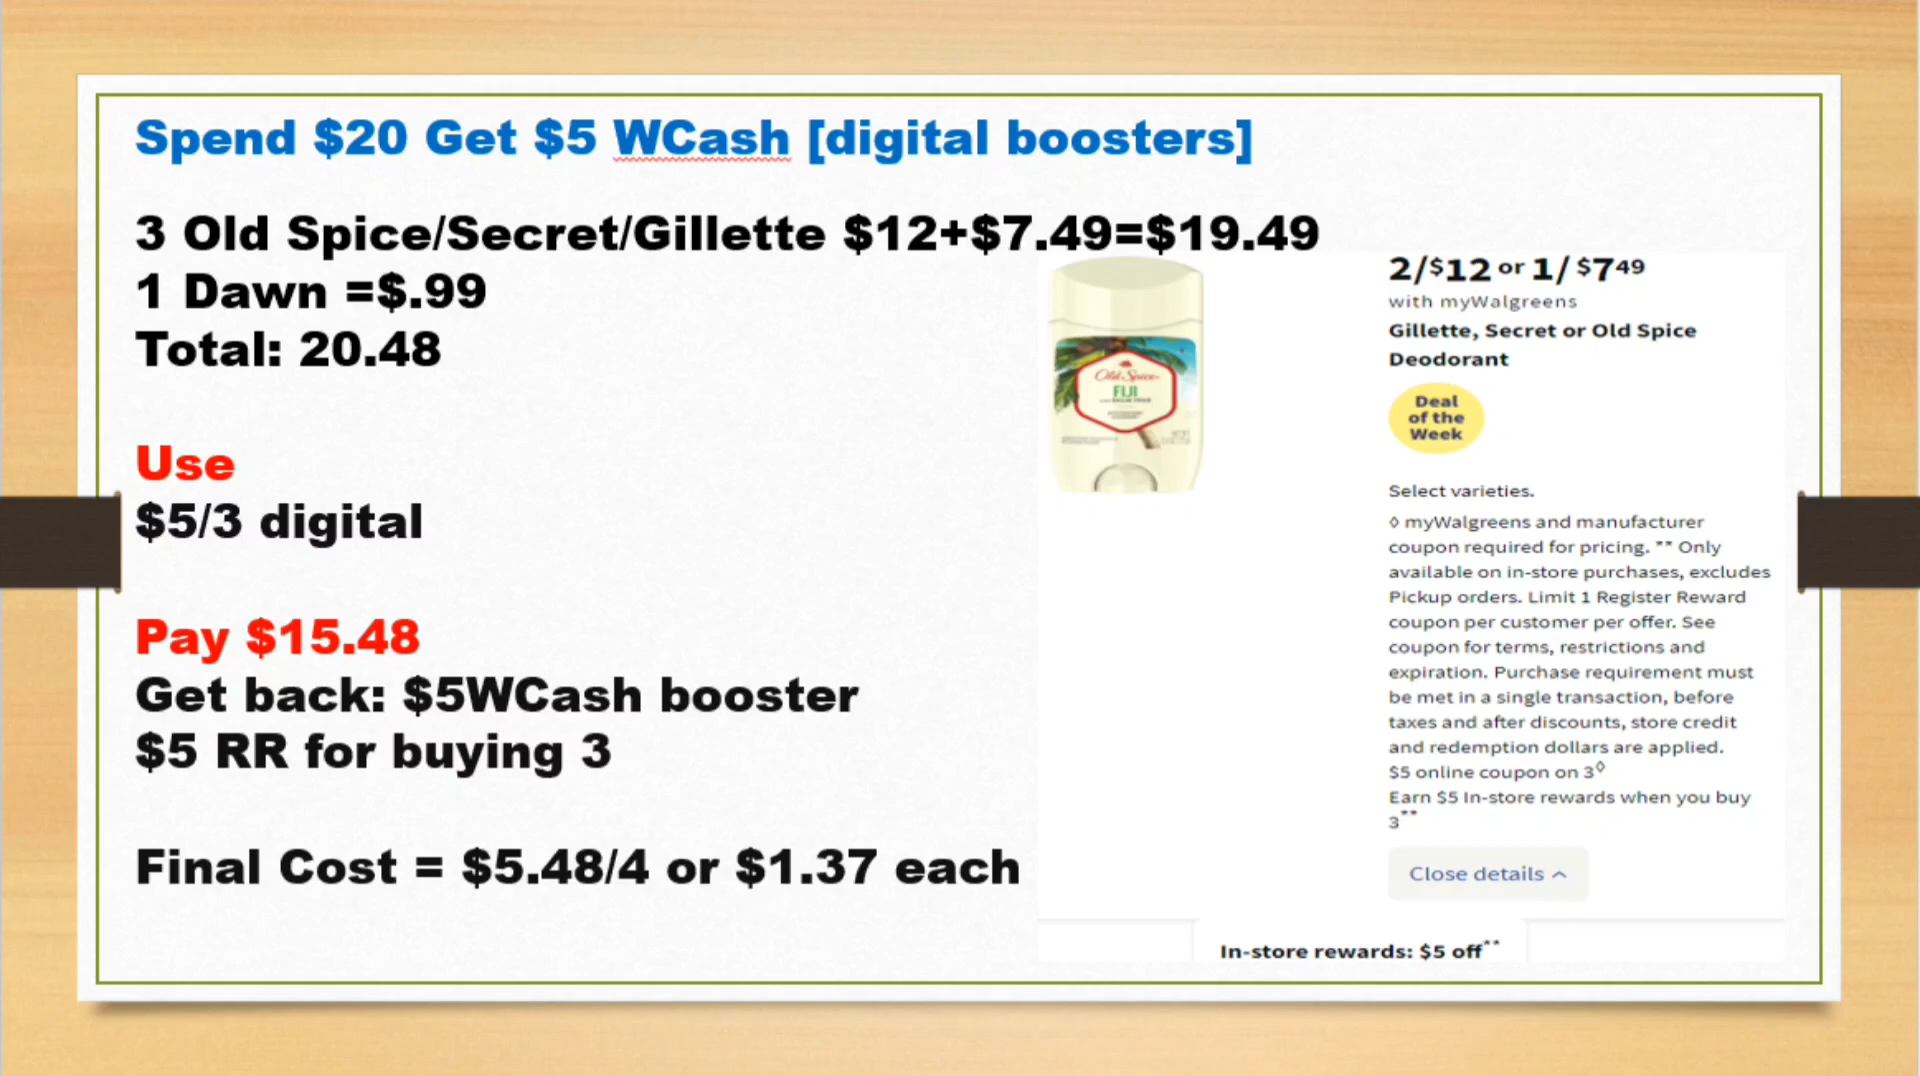 Spend $20 Get $5 WCash [digital boosters]
3 Old Spice/Secret/Gillette $12+$7.49=$19.49
1 Dawn =$.99
Total: 20.48
Use
$5/3 digital
Pay $15.48
Get back: $5WCash booster
$5 RR for buying 3
Final Cost = $5.48/4 or $1.37 each
Old Spice
FIJI
2/$12 or 1/ $7 49
with myWalgreens
Gillette, Secret or Old Spice
Deodorant
Deal
of the
Week
Select varieties.
◊ myWalgreens and manufacturer
coupon required for pricing. ** Only
available on in-store purchases, excludes
Pickup orders. Limit 1 Register Reward
coupon per customer per offer. See
coupon for terms, restrictions and
expiration. Purchase requirement must
be met in a single transaction, before
taxes and after discounts, store credit
and redemption dollars are applied.
$5 online coupon on 3◊
Earn $5 In-store rewards when you buy
3**
Close details
In-store rewards: $5 off**